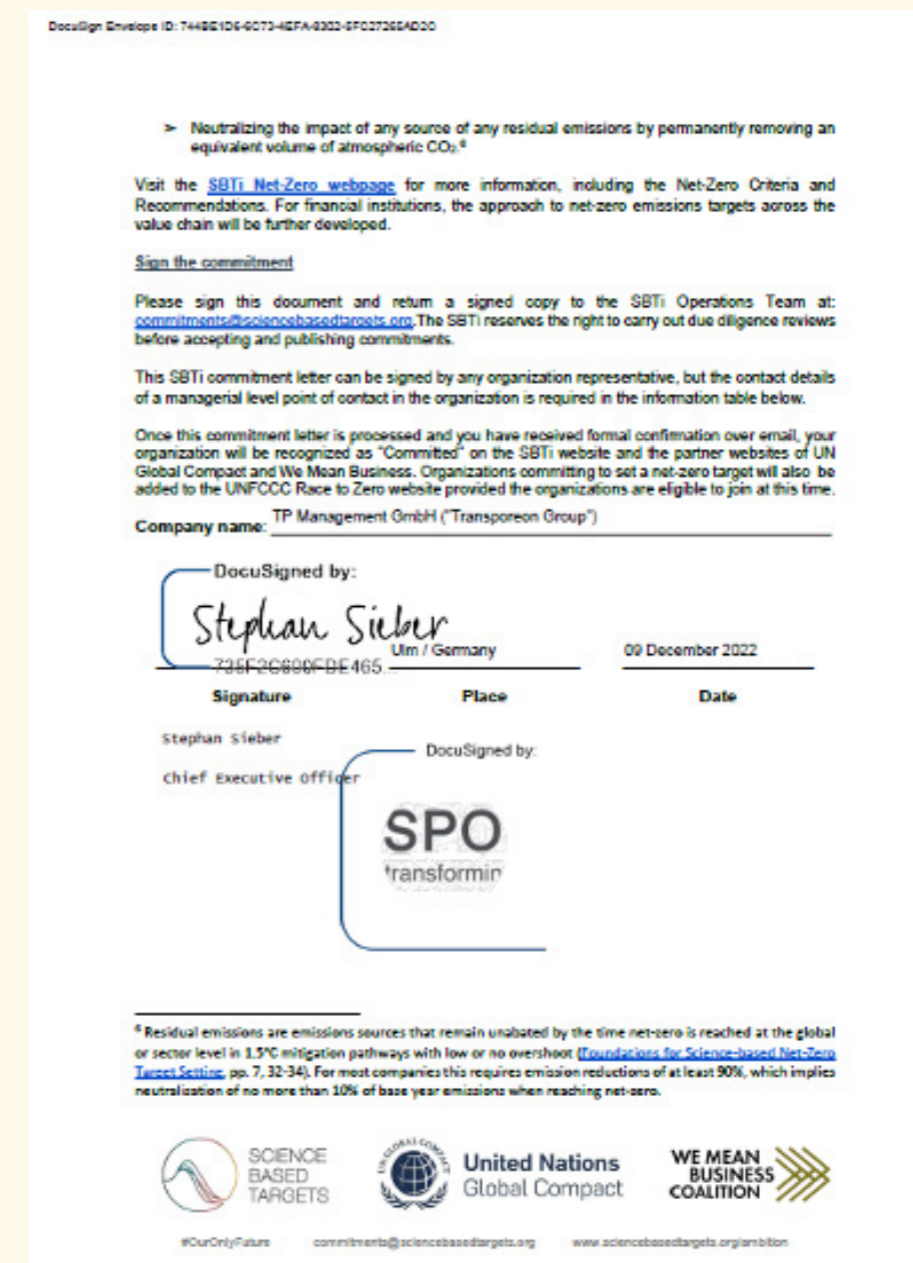 DocuSign Envelope ID:
➢ Neutralizing the impact of any source of any residual emissions by permanently removing an
equivalent volume of atmospheric CO₂.⁶
Visit the SBTi Net-Zero webpage for more information, including the Net-Zero Criteria and
Recommendations. For financial institutions, the approach to net-zero emissions targets across the
value chain will be further developed.
Sign the commitment
Please sign this document and return a signed copy to the SBTi Operations Team at:
commitments@sciencebasedtargets.org.The SBTi reserves the right to carry out due diligence reviews
before accepting and publishing commitments.
This SBTi commitment letter can be signed by any organization representative, but the contact details
of a managerial level point of contact in the organization is required in the information table below.
Once this commitment letter is processed and you have received formal confirmation over email, your
organization will be recognized as "Committed" on the SBTi website and the partner websites of UN
Global Compact and We Mean Business. Organizations committing to set a net-zero target will also be
added to the UNFCCC Race to Zero website provided the organizations are eligible to join at this time.
Company name: TP Management GmbH ("Transporeon Group")
DocuSigned by:
Stephan Sieber
Ulm / Germany 09 December 2022
Signature Place Date
Stephan Sieber
Chief Executive Officer
DocuSigned by:
SPO
transformin
⁶ Residual emissions are emissions sources that remain unabated by the time net-zero is reached at the global
or sector level in 1.5°C mitigation pathways with low or no overshoot (Foundations for Science-based Net-Zero
Target Setting, pp. 7, 32-34). For most companies this requires emission reductions of at least 90%, which implies
neutralization of no more than 10% of base year emissions when reaching net-zero.
SCIENCE
BASED
TARGETS
UN GLOBAL COMPACT
United Nations
Global Compact
WE MEAN
BUSINESS
COALITION
#OurOnlyFuture commitments@sciencebasedtargets.org www.sciencebasedtargets.org/ambition